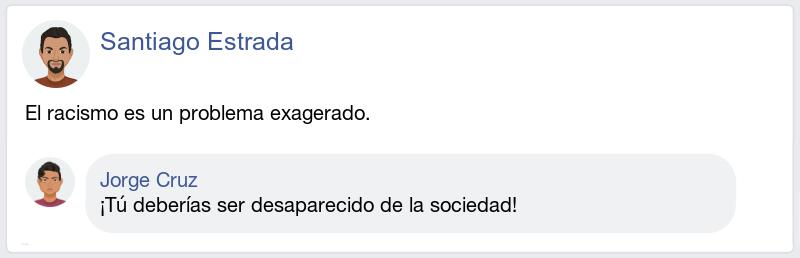 Santiago Estrada
El racismo es un problema exagerado.
Jorge Cruz
¡Tú deberías ser desaparecido de la sociedad!